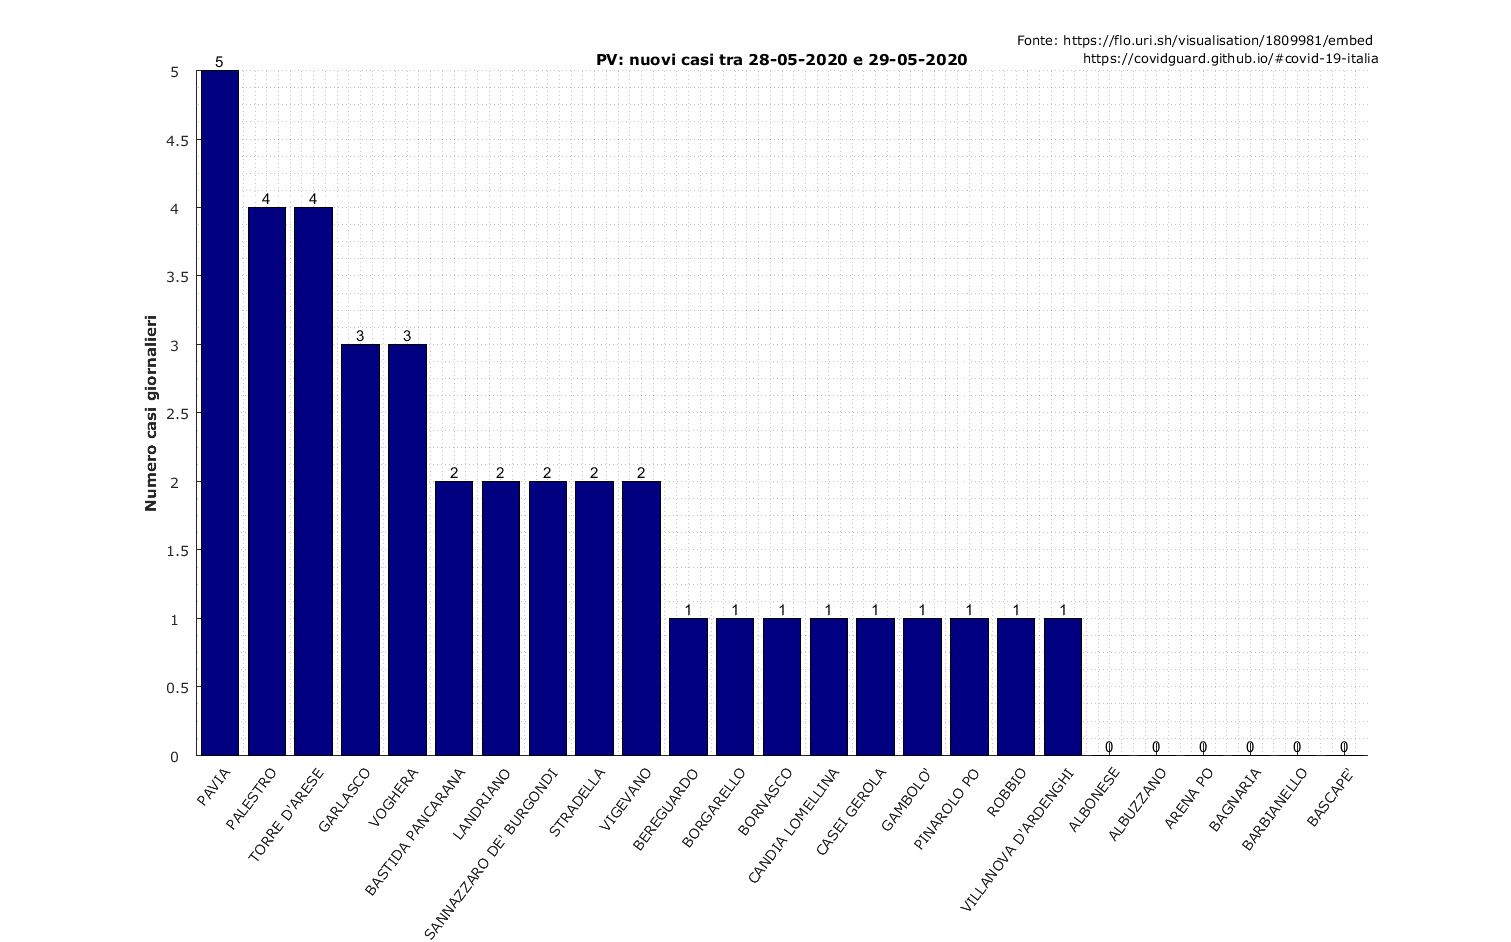 Fonte: https://flo.uri.sh/visualisation/1809981/embed
https://covidguard.github.io/#covid-19-italia
PV: nuovi casi tra 28-05-2020 e 29-05-2020
Numero casi giornalieri
5
4.5
4
3.5
3
2.5
2
1.5
1
0.5
0
5
4
4
3
3
2
2
2
2
2
1
1
1
1
1
1
1
1
1
0
0
0
0
0
0
PAVIA
PALESTRO
TORRE D'ARESE
GARLASCO
VOGHERA
BASTIDA PANCARANA
LANDRIANO
SANNAZZARO DE' BURGONDI
STRADELLA
VIGEVANO
BEREGUARDO
BORGARELLO
BORNASCO
CANDIA LOMELLINA
CASEI GEROLA
GAMBOLO'
PINAROLO PO
ROBBIO
VILLANOVA D'ARDENGHI
ALBONESE
ALBUZZANO
ARENA PO
BAGNARIA
BARBIANELLO
BASCAPE'